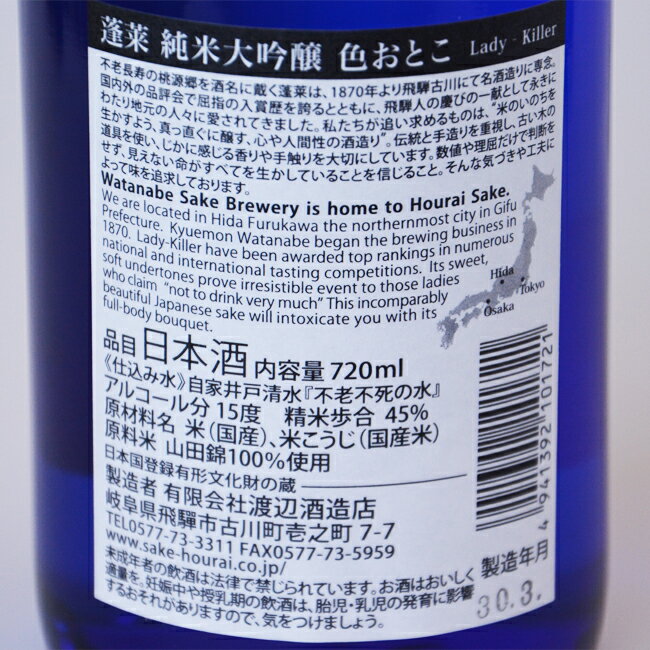 蓬莱 純米大吟醸 色おとこ Lady - Killer
不老長寿の桃源郷を酒名に戴く蓬莱は、1870年より飛騨古川にて名酒造りに専念。
国内外の品評会で屈指の入賞歴を誇るとともに、飛騨人の慶びの一献として永きに
わたり地元の人々に愛されてきました。私たちが追い求めるものは、“米のいのちを
生かすよう、真っ直ぐに醸す、心や人間性の酒造り”。伝統と手造りを重視し、古い木の
道具を使い、じかに感じる香りや手触りを大切にしています。数値や理屈だけで判断を
せず、見えない命がすべてを生かしていることを信じること。そんな気づきや工夫に
よって味を追求しております。
Watanabe Sake Brewery is home to Hourai Sake.
We are located in Hida Furukawa the northernmost city in Gifu
Prefecture. Kyuemon Watanabe began the brewing business in
1870. Lady-Killer have been awarded top rankings in numerous
national and international tasting competitions. Its sweet,
soft undertones prove irresistible event to those ladies
who claim “not to drink very much” This incomparably
beautiful Japanese sake will intoxicate you with its
full-body bouquet.
Hida
Tokyo
Osaka
品目 日本酒 内容量 720ml
《仕込み水》自家井戸清水『不老不死の水』
アルコール分 15度 精米歩合 45%
原材料名 米(国産)、米こうじ(国産米)
原料米 山田錦100%使用
日本国登録有形文化財の蔵
製造者 有限会社渡辺酒造店
岐阜県飛騨市古川町壱之町 7-7
TEL0577-73-3311 FAX0577-73-5959
www.sake-hourai.co.jp/
未成年者の飲酒は法律で禁じられています。お酒はおいしく
適量を。妊娠中や授乳期の飲酒は、胎児・乳児の発育に影響
するおそれがありますので、気をつけましょう。
4 941392 101721
製造年月
30.3.